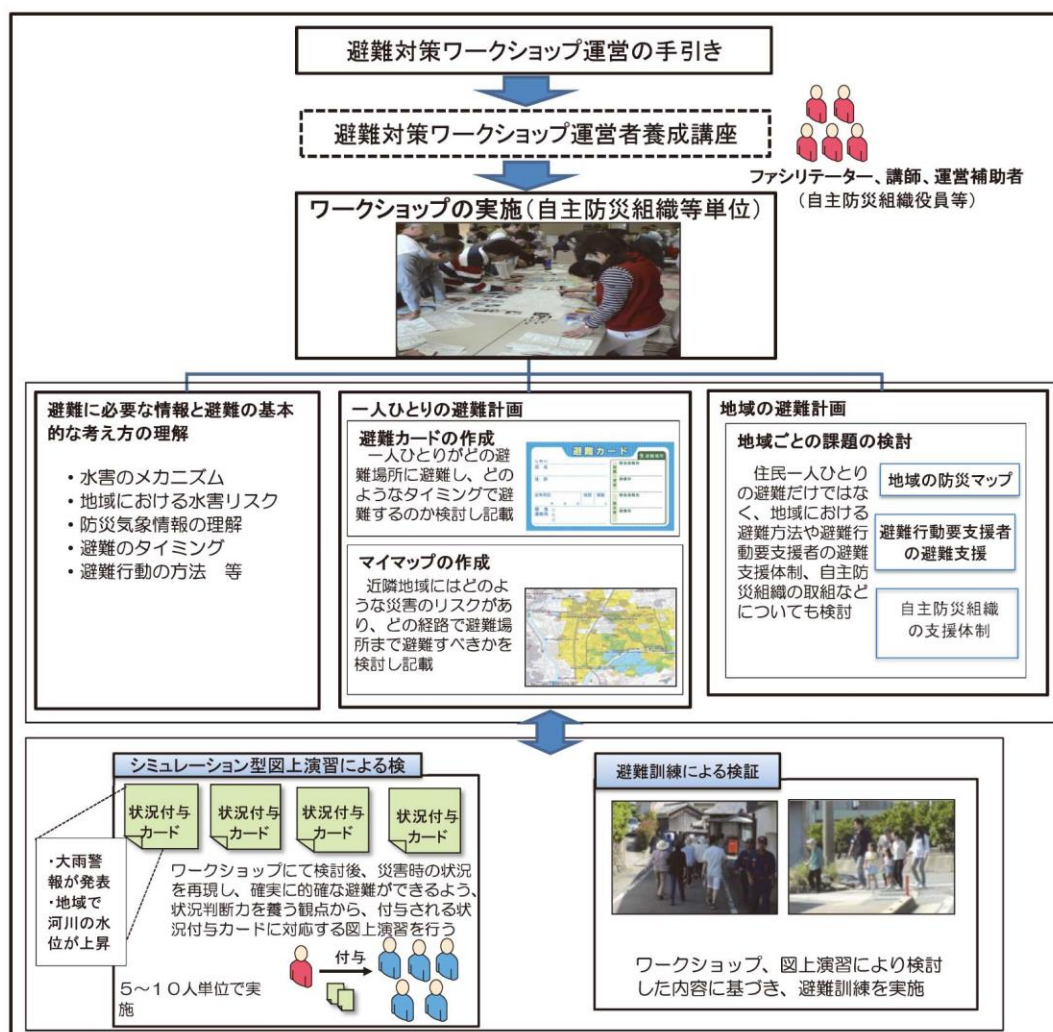 避難対策ワークショップ運営の手引き
避難対策ワークショップ運営者養成講座
ファシリテーター、講師、運営補助者
(自主防災組織役員等)
ワークショップの実施(自主防災組織等単位)
避難に必要な情報と避難の基本
的な考え方の理解
・水害のメカニズム
・地域における水害リスク
・防災気象情報の理解
・避難のタイミング
・避難行動の方法 等
一人ひとりの避難計画
避難カードの作成
一人ひとりがどの避
難場所に避難し、どの
ようなタイミングで避
難するのか検討し記載
避難カード
マイマップの作成
近隣地域にはどのよ
うな災害のリスクがあ
り、どの経路で避難場
所まで避難すべきかを
検討し記載
地域の避難計画
地域ごとの課題の検討
住民一人ひとり
の避難だけではな
く、地域における
避難方法や避難行
動要支援者の避難
支援体制、自主防
災組織の取組など
についても検討
地域の防災マップ
避難行動要支援者
の避難支援
自主防災組織
の支援体制
シミュレーション型図上演習による検
状況付与
カード
状況付与
カード
状況付与
カード
状況付与
カード
・大雨警
報が発表
・地域で
河川の水
位が上昇
ワークショップにて検討後、災害時の状況
を再現し、確実に的確な避難ができるよう、
状況判断力を養う観点から、付与される状
況付与カードに対応する図上演習を行う
付与
5~10人単位で実
施
避難訓練による検証
ワークショップ、図上演習により検討
した内容に基づき、避難訓練を実施